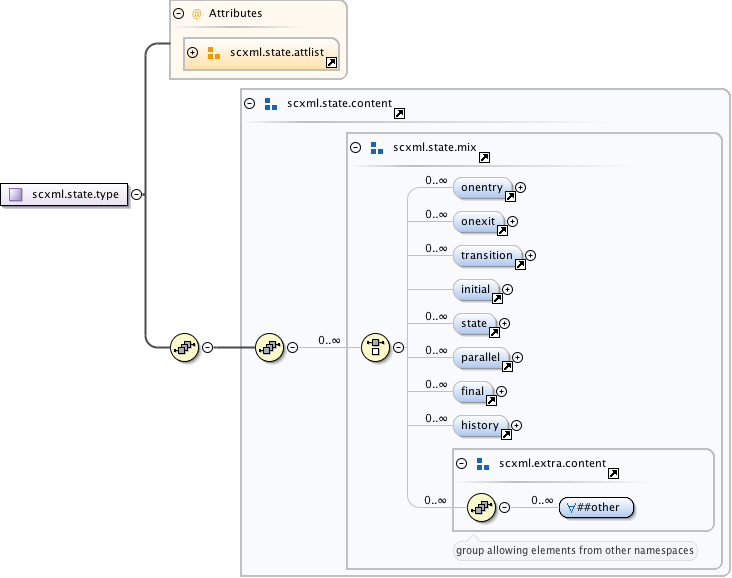 @ Attributes
scxml.state.attlist
scxml.state.content
scxml.state.mix
scxml.state.type
0..∞ onentry
0..∞ onexit
0..∞ transition
initial
0..∞ state
0..∞ parallel
0..∞ final
0..∞ history
0..∞
scxml.extra.content
0..∞
0..∞ ∀##other
group allowing elements from other namespaces